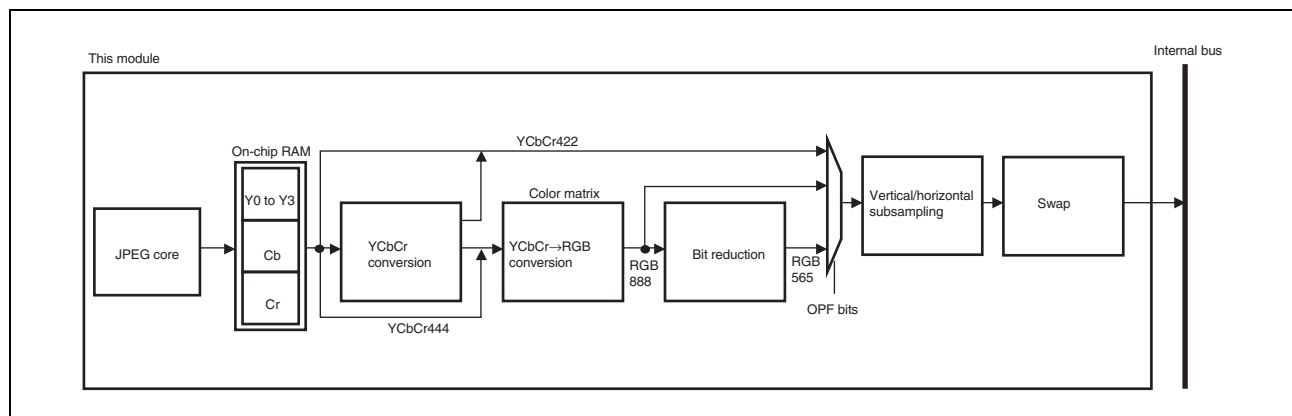 This module
Internal bus
On-chip RAM
YCbCr422
Color matrix
JPEG core
Y0 to Y3
Cb
Cr
YCbCr
conversion
YCbCr→RGB
conversion
RGB
888
Bit reduction
RGB
565
Vertical/horizontal
subsampling
Swap
OPF bits
YCbCr444